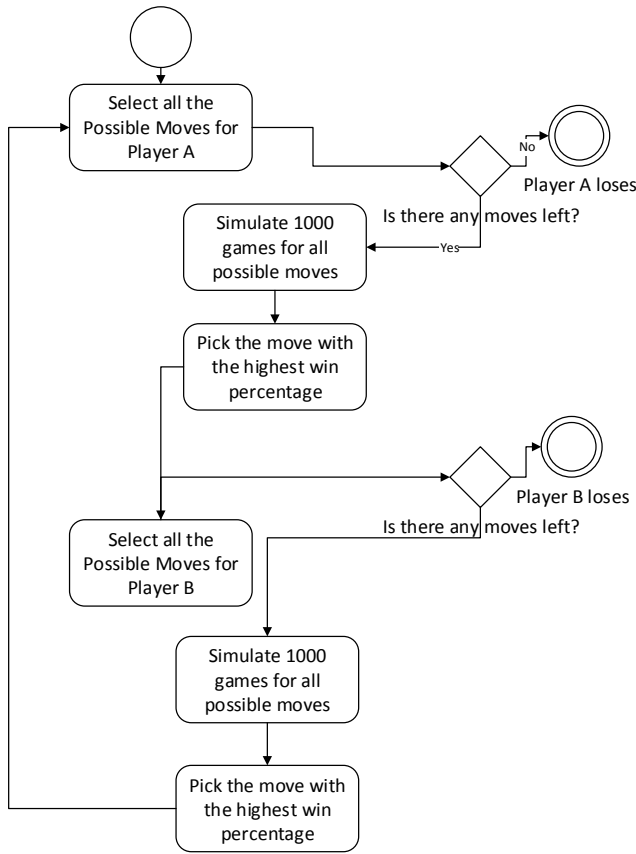 Select all the
Possible Moves for
Player A
No
Player A loses
Is there any moves left?
Yes
Simulate 1000
games for all
possible moves
Pick the move with
the highest win
percentage
Player B loses
Is there any moves left?
Select all the
Possible Moves for
Player B
Simulate 1000
games for all
possible moves
Pick the move with
the highest win
percentage